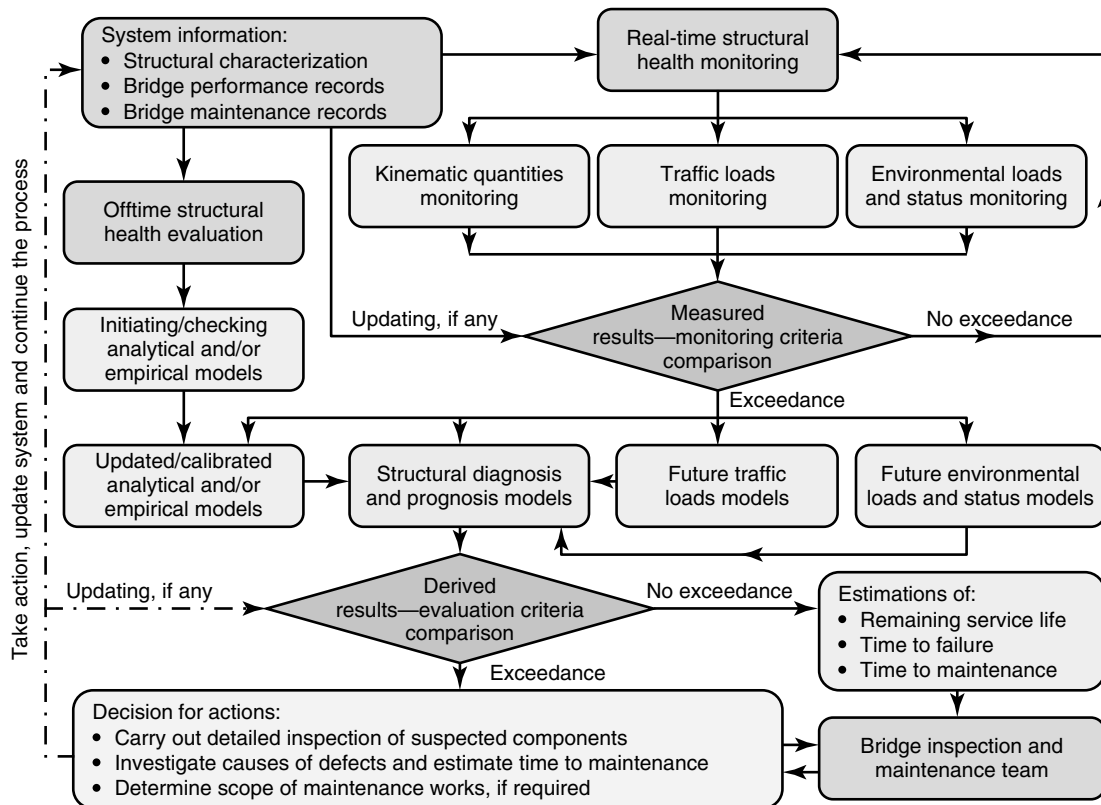 System information:
• Structural characterization
• Bridge performance records
• Bridge maintenance records
Real-time structural
health monitoring
Kinematic quantities
monitoring
Traffic loads
monitoring
Environmental loads
and status monitoring
Offtime structural
health evaluation
Initiating/checking
analytical and/or
empirical models
Updating, if any
Measured
results—monitoring criteria
comparison
No exceedance
Exceedance
Updated/calibrated
analytical and/or
empirical models
Structural diagnosis
and prognosis models
Future traffic
loads models
Future environmental
loads and status models
Updating, if any
Derived
results—evaluation criteria
comparison
No exceedance
Exceedance
Estimations of:
• Remaining service life
• Time to failure
• Time to maintenance
Decision for actions:
• Carry out detailed inspection of suspected components
• Investigate causes of defects and estimate time to maintenance
• Determine scope of maintenance works, if required
Bridge inspection and
maintenance team
Take action, update system and continue the process